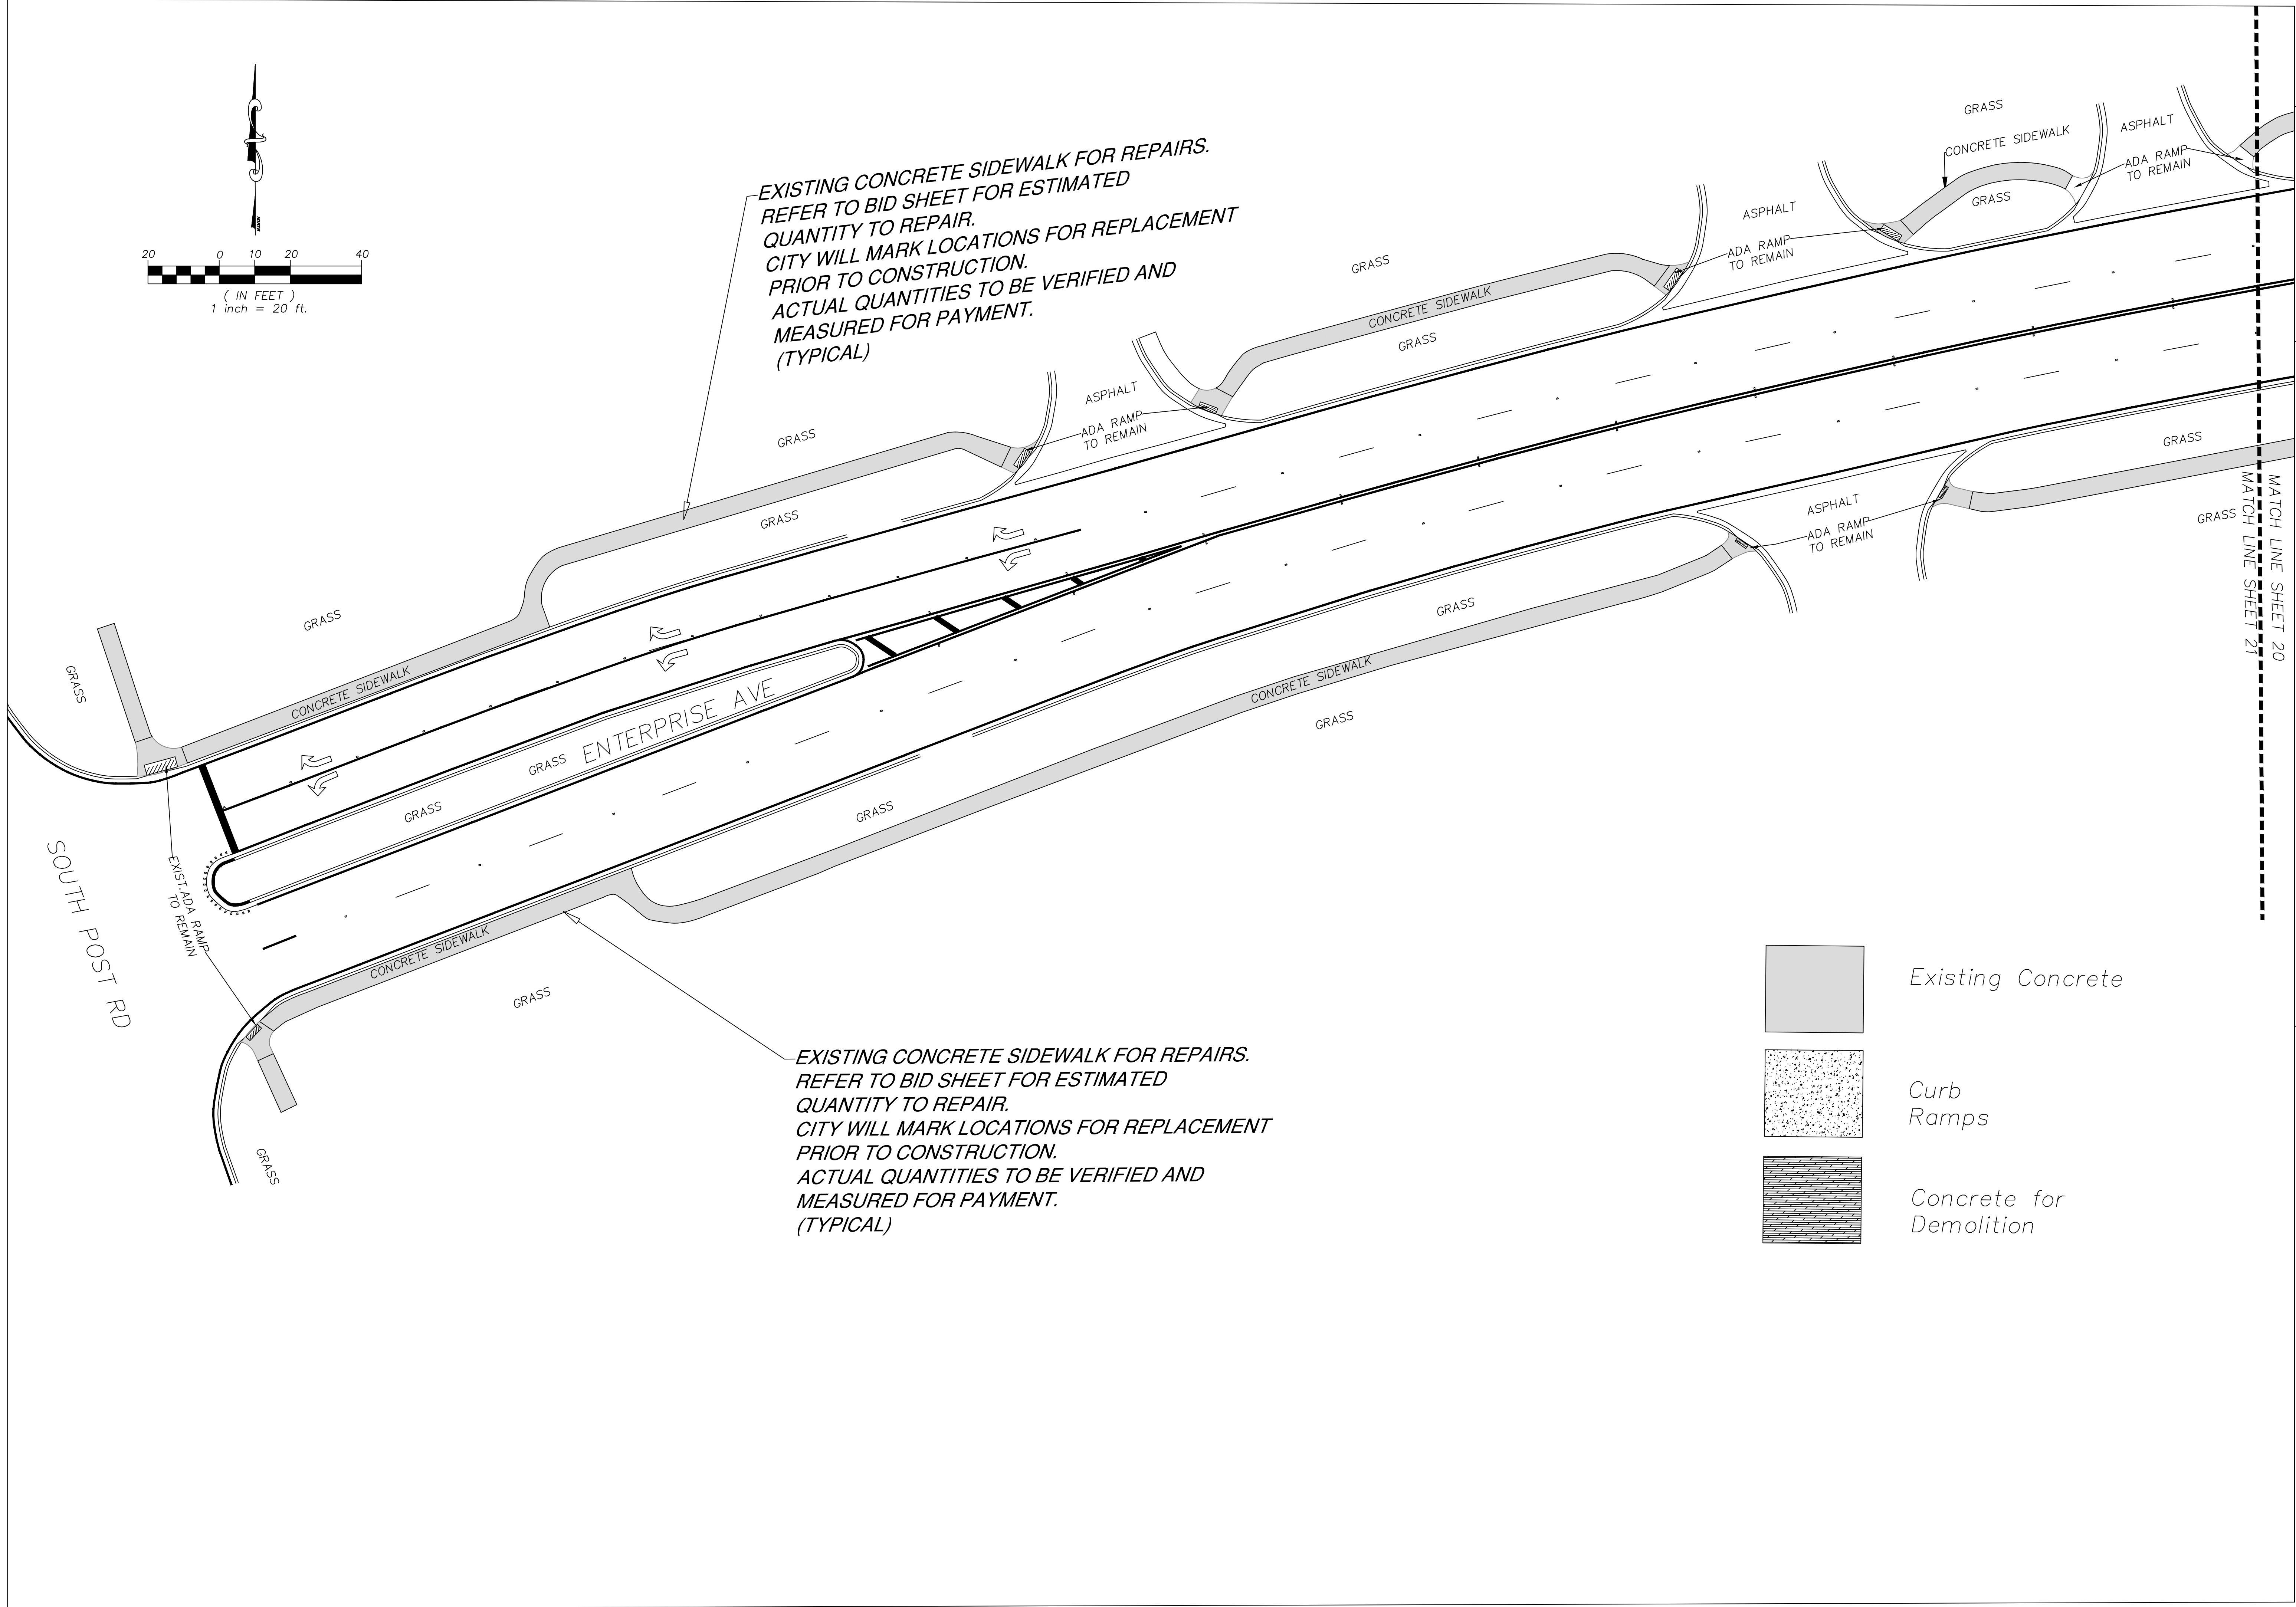 20 0 10 20 40
( IN FEET )
1 inch = 20 ft.
EXISTING CONCRETE SIDEWALK FOR REPAIRS.
REFER TO BID SHEET FOR ESTIMATED
QUANTITY TO REPAIR.
CITY WILL MARK LOCATIONS FOR REPLACEMENT
PRIOR TO CONSTRUCTION.
ACTUAL QUANTITIES TO BE VERIFIED AND
MEASURED FOR PAYMENT.
(TYPICAL)
GRASS
CONCRETE SIDEWALK
ASPHALT
ADA RAMP
TO REMAIN
GRASS
ASPHALT
ADA RAMP
TO REMAIN
GRASS
CONCRETE SIDEWALK
GRASS
ASPHALT
ADA RAMP
TO REMAIN
GRASS
GRASS
GRASS
GRASS
CONCRETE SIDEWALK
GRASS
ENTERPRISE AVE
GRASS
SOUTH POST RD
EXIST.ADA RAMP
TO REMAIN
GRASS
MATCH LINE SHEET 20
MATCH LINE SHEET 21
GRASS
ASPHALT
ADA RAMP
TO REMAIN
GRASS
CONCRETE SIDEWALK
GRASS
GRASS
CONCRETE SIDEWALK
GRASS
GRASS
EXISTING CONCRETE SIDEWALK FOR REPAIRS.
REFER TO BID SHEET FOR ESTIMATED
QUANTITY TO REPAIR.
CITY WILL MARK LOCATIONS FOR REPLACEMENT
PRIOR TO CONSTRUCTION.
ACTUAL QUANTITIES TO BE VERIFIED AND
MEASURED FOR PAYMENT.
(TYPICAL)
Existing Concrete
Curb
Ramps
Concrete for
Demolition